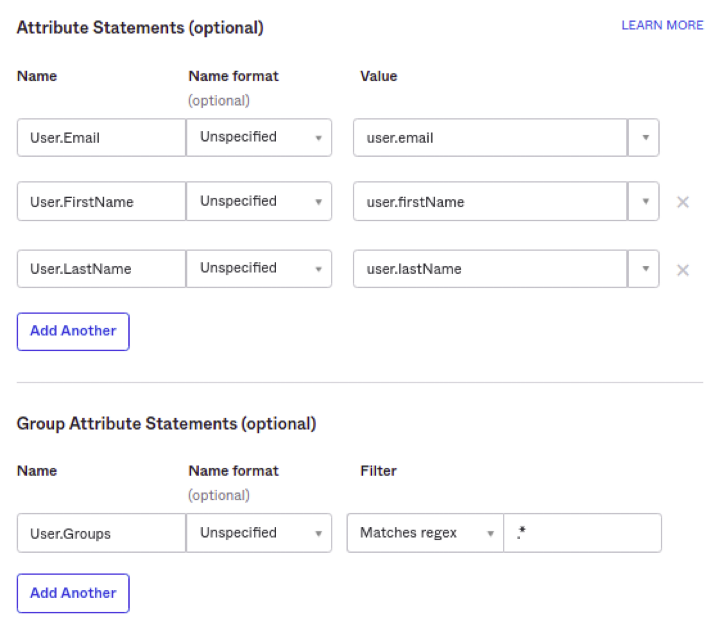 Attribute Statements (optional) LEARN MORE
Name Name format Value
(optional)
User.Email Unspecified user.email
User.FirstName Unspecified user.firstName
User.LastName Unspecified user.lastName
Add Another
Group Attribute Statements (optional)
Name Name format Filter
(optional)
User.Groups Unspecified Matches regex .*
Add Another